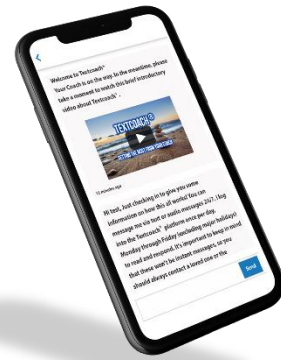 Welcome to Textcoach®
Your Coach is on the way. In the meantime, please
take a moment to watch this brief introductory
video about Textcoach®.
TEXTCOACH®
GETTING THE MOST FROM YOUR COACH
10 minutes ago
Hi test, Just checking in to give you some
information on how this all works! You can
message me via text or audio messages 24/7. I log
into the Textcoach® platform once per day,
Monday through Friday (excluding major holidays)
to read and respond. It's important to keep in mind
that these won't be instant messages, so you
should always contact a loved one or the
Send